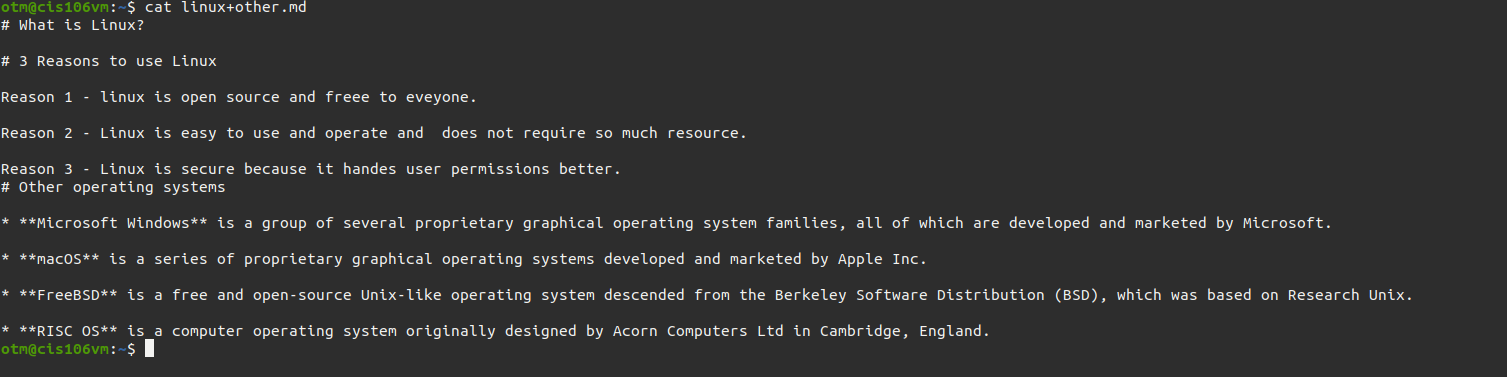 otm@cis106vm:~$ cat linux+other.md
# What is Linux?
# 3 Reasons to use Linux
Reason 1 - linux is open source and freee to eveyone.
Reason 2 - Linux is easy to use and operate and  does not require so much resource.
Reason 3 - Linux is secure because it handes user permissions better.
# Other operating systems
* **Microsoft Windows** is a group of several proprietary graphical operating system families, all of which are developed and marketed by Microsoft.
* **macOS** is a series of proprietary graphical operating systems developed and marketed by Apple Inc.
* **FreeBSD** is a free and open-source Unix-like operating system descended from the Berkeley Software Distribution (BSD), which was based on Research Unix.
* **RISC OS** is a computer operating system originally designed by Acorn Computers Ltd in Cambridge, England.
otm@cis106vm:~$